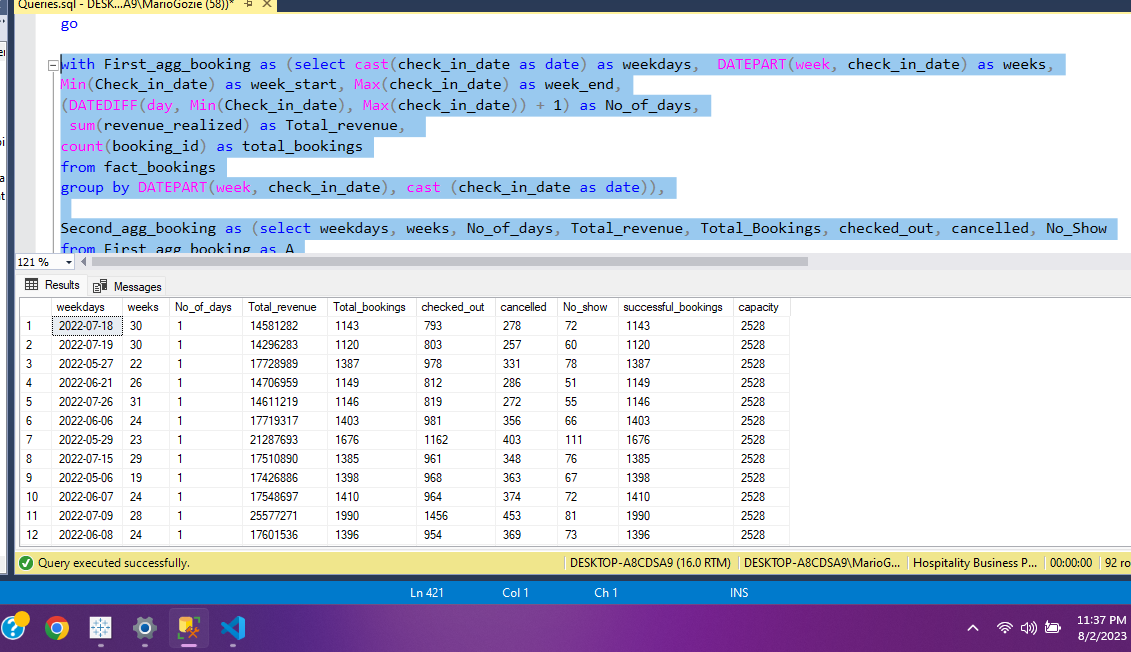 Queries.sql - DESK...A9\MarioGozie (58))*
go
with First_agg_booking as (select cast(check_in_date as date) as weekdays,  DATEPART(week, check_in_date) as weeks,
Min(Check_in_date) as week_start, Max(check_in_date) as week_end,
(DATEDIFF(day, Min(Check_in_date), Max(check_in_date)) + 1) as No_of_days,
sum(revenue_realized) as Total_revenue,
count(booking_id) as total_bookings
from fact_bookings
group by DATEPART(week, check_in_date), cast (check_in_date as date)),
Second_agg_booking as (select weekdays, weeks, No_of_days, Total_revenue, Total_Bookings, checked_out, cancelled, No_Show
from First_agg_booking as A
121 %
Results Messages
weekdays weeks No_of_days Total_revenue Total_bookings checked_out cancelled No_show successful_bookings capacity
1 2022-07-18 30 1 14581282 1143 793 278 72 1143 2528
2 2022-07-19 30 1 14296283 1120 803 257 60 1120 2528
3 2022-05-27 22 1 17728989 1387 978 331 78 1387 2528
4 2022-06-21 26 1 14706959 1149 812 286 51 1149 2528
5 2022-07-26 31 1 14611219 1146 819 272 55 1146 2528
6 2022-06-06 24 1 17719317 1403 981 356 66 1403 2528
7 2022-05-29 23 1 21287693 1676 1162 403 111 1676 2528
8 2022-07-15 29 1 17510890 1385 961 348 76 1385 2528
9 2022-05-06 19 1 17426886 1398 968 363 67 1398 2528
10 2022-06-07 24 1 17548697 1410 964 374 72 1410 2528
11 2022-07-09 28 1 25577271 1990 1456 453 81 1990 2528
12 2022-06-08 24 1 17601536 1396 954 369 73 1396 2528
Query executed successfully. DESKTOP-A8CDSA9 (16.0 RTM) DESKTOP-A8CDSA9\MarioG... Hospitality Business P... 00:00:00 92 ro
Ln 421 Col 1 Ch 1 INS
11:37 PM
8/2/2023